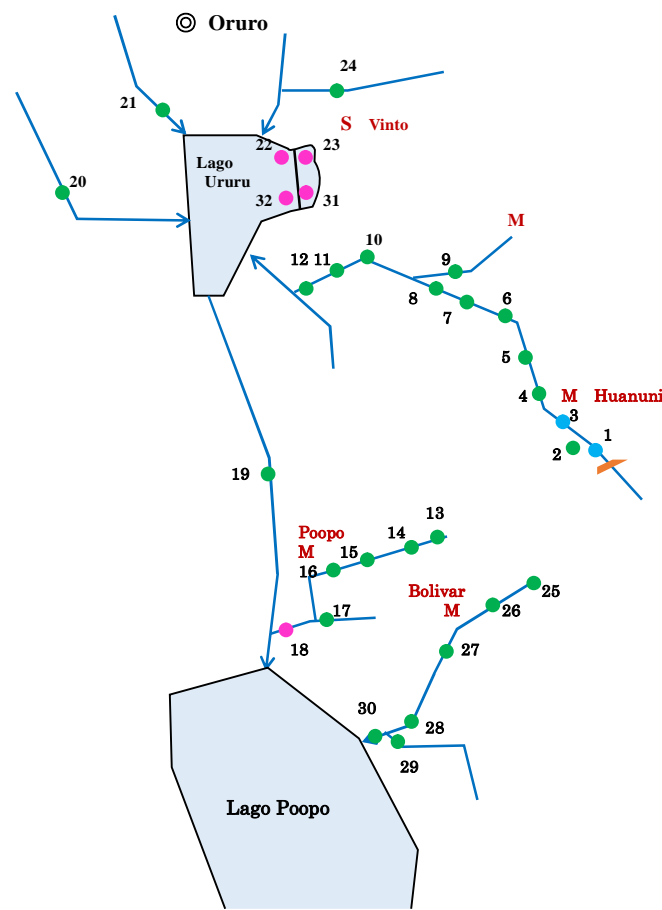 Oruro
24
21
S Vinto
22 23
Lago
Ururu
20
32 31
M
10
12 11 9
8
7 6
5
4 M Huanuni
3
1
2
19
13
Poopo
M
14
15
16
Bolivar
M
25
26
17
18
27
30
28
29
Lago Poopo